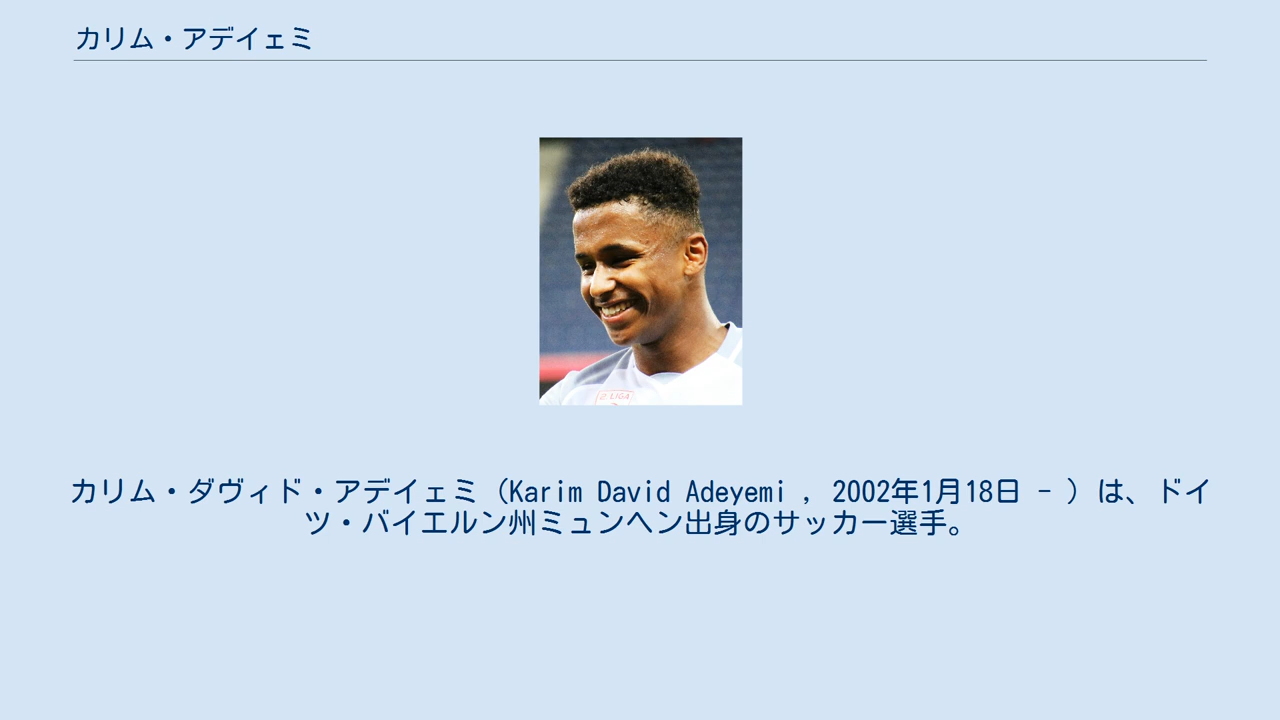 カリム・アデイェミ
2. LIGA
カリム・ダヴィド・アデイェミ（Karim David Adeyemi , 2002年1月18日 - ）は、ドイ
ツ・バイエルン州ミュンヘン出身のサッカー選手。